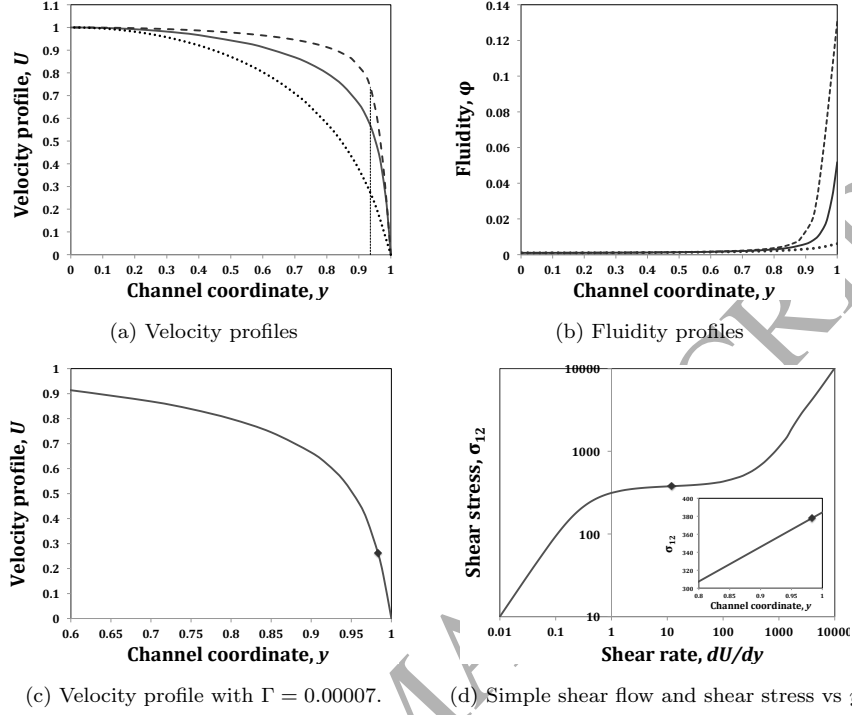 1.1
1
0.9
0.8
0.7
0.6
0.5
0.4
0.3
0.2
0.1
0
Velocity profile, U
0 0.1 0.2 0.3 0.4 0.5 0.6 0.7 0.8 0.9 1
Channel coordinate, y
(a) Velocity profiles
0.14
0.12
0.1
0.08
0.06
0.04
0.02
0
Fluidity, φ
0 0.1 0.2 0.3 0.4 0.5 0.6 0.7 0.8 0.9 1
Channel coordinate, y
(b) Fluidity profiles
1
0.9
0.8
0.7
0.6
0.5
0.4
0.3
0.2
0.1
0
Velocity profile, U
0.6 0.65 0.7 0.75 0.8 0.85 0.9 0.95 1
Channel coordinate, y
(c) Velocity profile with Γ = 0.00007.
10000
1000
100
10
Shear stress, σ12
0.01 0.1 1 10 100 1000 10000
Shear rate, dU/dy
400
380
360
340
320
300
σ12
0.8 0.85 0.9 0.95 1
Channel coordinate, y
(d) Simple shear flow and shear stress vs